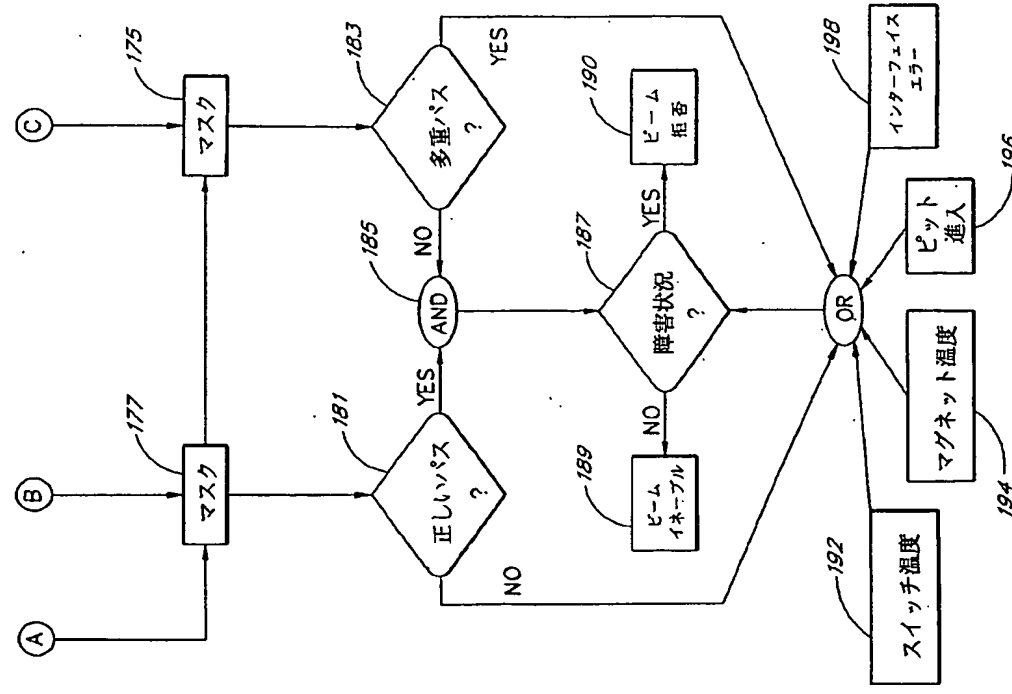 A
B
C
177
マスク
175
マスク
181
正しいパス
?
183
多重パス
?
YES
NO
185
AND
NO
YES
187
障害状況
?
NO
YES
189
ビーム
イネーブル
190
ビーム
拒否
OR
192
スイッチ温度
194
マグネット温度
196
ピット
進入
198
インターフェイス
エラー